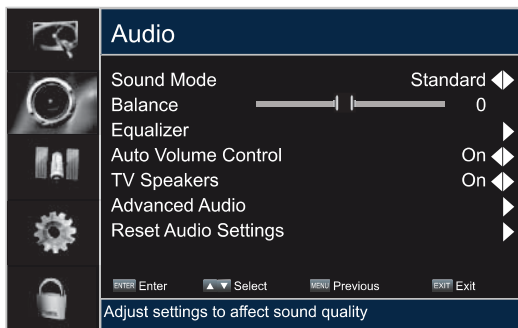 Audio
Sound Mode Standard
Balance 0
Equalizer
Auto Volume Control On
TV Speakers On
Advanced Audio
Reset Audio Settings
ENTER Enter ▲▼ Select MENU Previous EXIT Exit
Adjust settings to affect sound quality